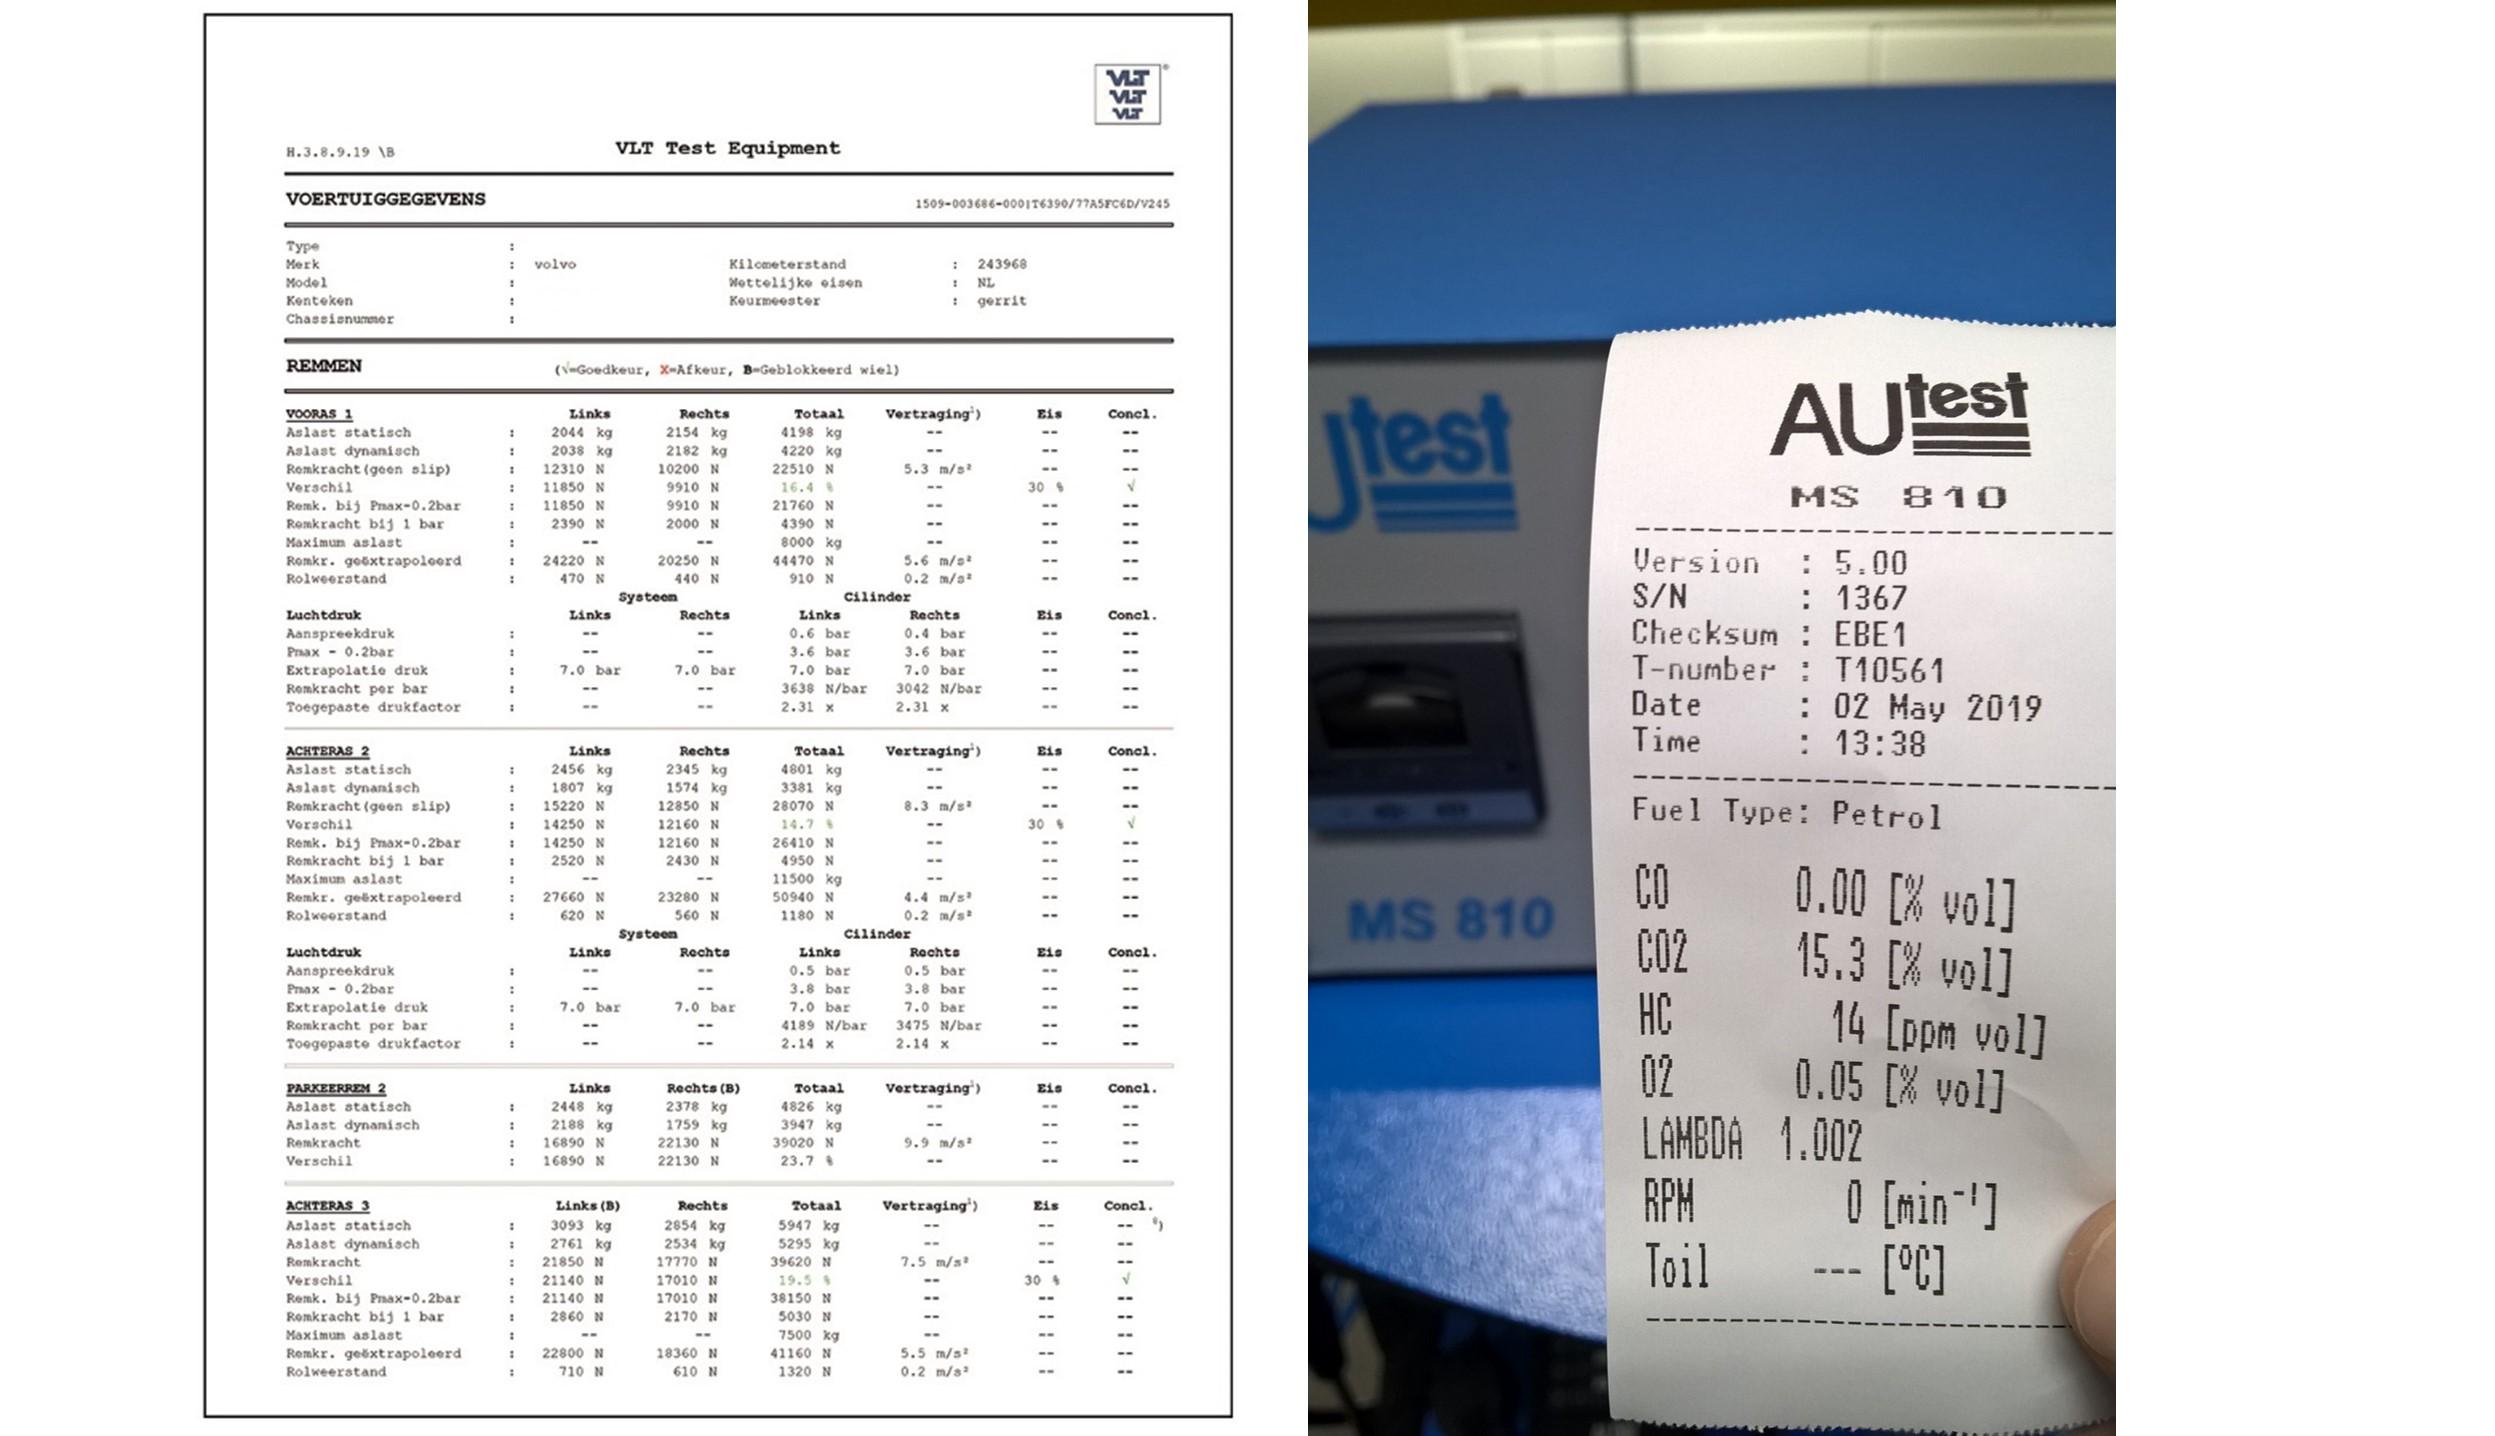 VLT®
VLT
VLT
H.3.8.9.19 \B VLT Test Equipment
VOERTUIGGEGEVENS 1509-003686-000|T6390/77A5FC6D/V245
Type :
Merk : volvo Kilometerstand : 243968
Model : Wettelijke eisen : NL
Kenteken : Keurmeester : gerrit
Chassisnummer :
REMMEN (√=Goedkeur, X=Afkeur, B=Geblokkeerd wiel)
VOORAS 1 Links Rechts Totaal Vertraging¹) Eis Concl.
Aslast statisch : 2044 kg 2154 kg 4198 kg -- -- --
Aslast dynamisch : 2038 kg 2182 kg 4220 kg -- -- --
Remkracht(geen slip) : 12310 N 10200 N 22510 N 5.3 m/s² -- --
Verschil : 11850 N 9910 N 16.4 % -- 30 % √
Remk. bij Pmax-0.2bar : 11850 N 9910 N 21760 N -- -- --
Remkracht bij 1 bar : 2390 N 2000 N 4390 N -- -- --
Maximum aslast : -- -- 8000 kg -- -- --
Remkr. geëxtrapoleerd : 24220 N 20250 N 44470 N 5.6 m/s² -- --
Rolweerstand : 470 N 440 N 910 N 0.2 m/s² -- --
Systeem Cilinder
Luchtdruk Links Rechts Links Rechts Eis Concl.
Aanspreekdruk : -- -- 0.6 bar 0.4 bar -- --
Pmax - 0.2bar : -- -- 3.6 bar 3.6 bar -- --
Extrapolatie druk : 7.0 bar 7.0 bar 7.0 bar 7.0 bar -- --
Remkracht per bar : -- -- 3638 N/bar 3042 N/bar -- --
Toegepaste drukfactor : -- -- 2.31 x 2.31 x -- --
ACHTERAS 2 Links Rechts Totaal Vertraging¹) Eis Concl.
Aslast statisch : 2456 kg 2345 kg 4801 kg -- -- --
Aslast dynamisch : 1807 kg 1574 kg 3381 kg -- -- --
Remkracht(geen slip) : 15220 N 12850 N 28070 N 8.3 m/s² -- --
Verschil : 14250 N 12160 N 14.7 % -- 30 % √
Remk. bij Pmax-0.2bar : 14250 N 12160 N 26410 N -- -- --
Remkracht bij 1 bar : 2520 N 2430 N 4950 N -- -- --
Maximum aslast : -- -- 11500 kg -- -- --
Remkr. geëxtrapoleerd : 27660 N 23280 N 50940 N 4.4 m/s² -- --
Rolweerstand : 620 N 560 N 1180 N 0.2 m/s² -- --
Systeem Cilinder
Luchtdruk Links Rechts Links Rechts Eis Concl.
Aanspreekdruk : -- -- 0.5 bar 0.5 bar -- --
Pmax - 0.2bar : -- -- 3.8 bar 3.8 bar -- --
Extrapolatie druk : 7.0 bar 7.0 bar 7.0 bar 7.0 bar -- --
Remkracht per bar : -- -- 4189 N/bar 3475 N/bar -- --
Toegepaste drukfactor : -- -- 2.14 x 2.14 x -- --
PARKEERREM 2 Links Rechts(B) Totaal Vertraging¹) Eis Concl.
Aslast statisch : 2448 kg 2378 kg 4826 kg -- -- --
Aslast dynamisch : 2188 kg 1759 kg 3947 kg -- -- --
Remkracht : 16890 N 22130 N 39020 N 9.9 m/s² -- --
Verschil : 16890 N 22130 N 23.7 % -- -- --
ACHTERAS 3 Links(B) Rechts Totaal Vertraging¹) Eis Concl.
Aslast statisch : 3093 kg 2854 kg 5947 kg -- -- --
Aslast dynamisch : 2761 kg 2534 kg 5295 kg -- -- --
Remkracht : 21850 N 17770 N 39620 N 7.5 m/s² -- --
Verschil : 21140 N 17010 N 19.5 % -- 30 % √
Remk. bij Pmax-0.2bar : 21140 N 17010 N 38150 N -- -- --
Remkracht bij 1 bar : 2860 N 2170 N 5030 N -- -- --
Maximum aslast : -- -- 7500 kg -- -- --
Remkr. geëxtrapoleerd : 22800 N 18360 N 41160 N 5.5 m/s² -- --
Rolweerstand : 710 N 610 N 1320 N 0.2 m/s² -- --
Utest
MS 810
AUtest
MS 810
Version : 5.00
S/N : 1367
Checksum : EBE1
T-number : T10561
Date : 02 May 2019
Time : 13:38
Fuel Type: Petrol
CO 0.00 [% vol]
CO2 15.3 [% vol]
HC 14 [ppm vol]
O2 0.05 [% vol]
LAMBDA 1.002
RPM 0 [min⁻¹]
Toil --- [ºC]